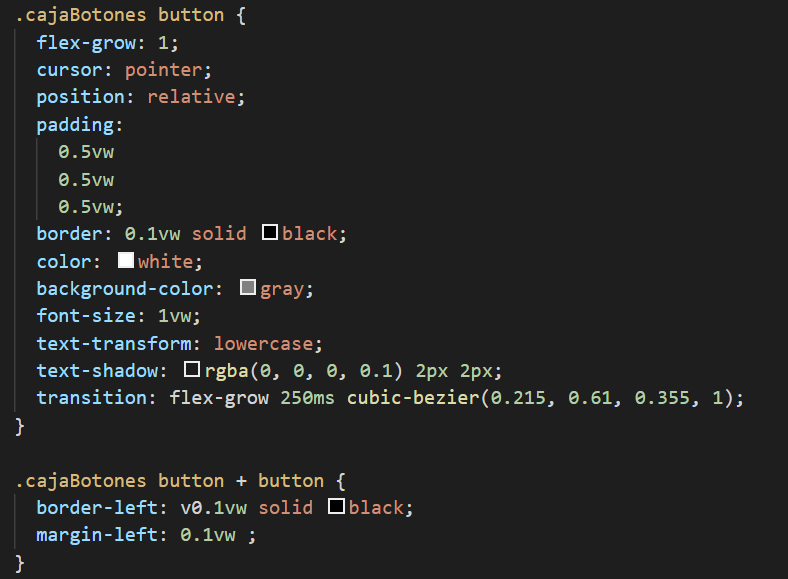 .cajaBotones button {
  flex-grow: 1;
  cursor: pointer;
  position: relative;
  padding:
    0.5vw
    0.5vw
    0.5vw;
  border: 0.1vw solid black;
  color: white;
  background-color: gray;
  font-size: 1vw;
  text-transform: lowercase;
  text-shadow: rgba(0, 0, 0, 0.1) 2px 2px;
  transition: flex-grow 250ms cubic-bezier(0.215, 0.61, 0.355, 1);
}

.cajaBotones button + button {
  border-left: v0.1vw solid black;
  margin-left: 0.1vw ;
}